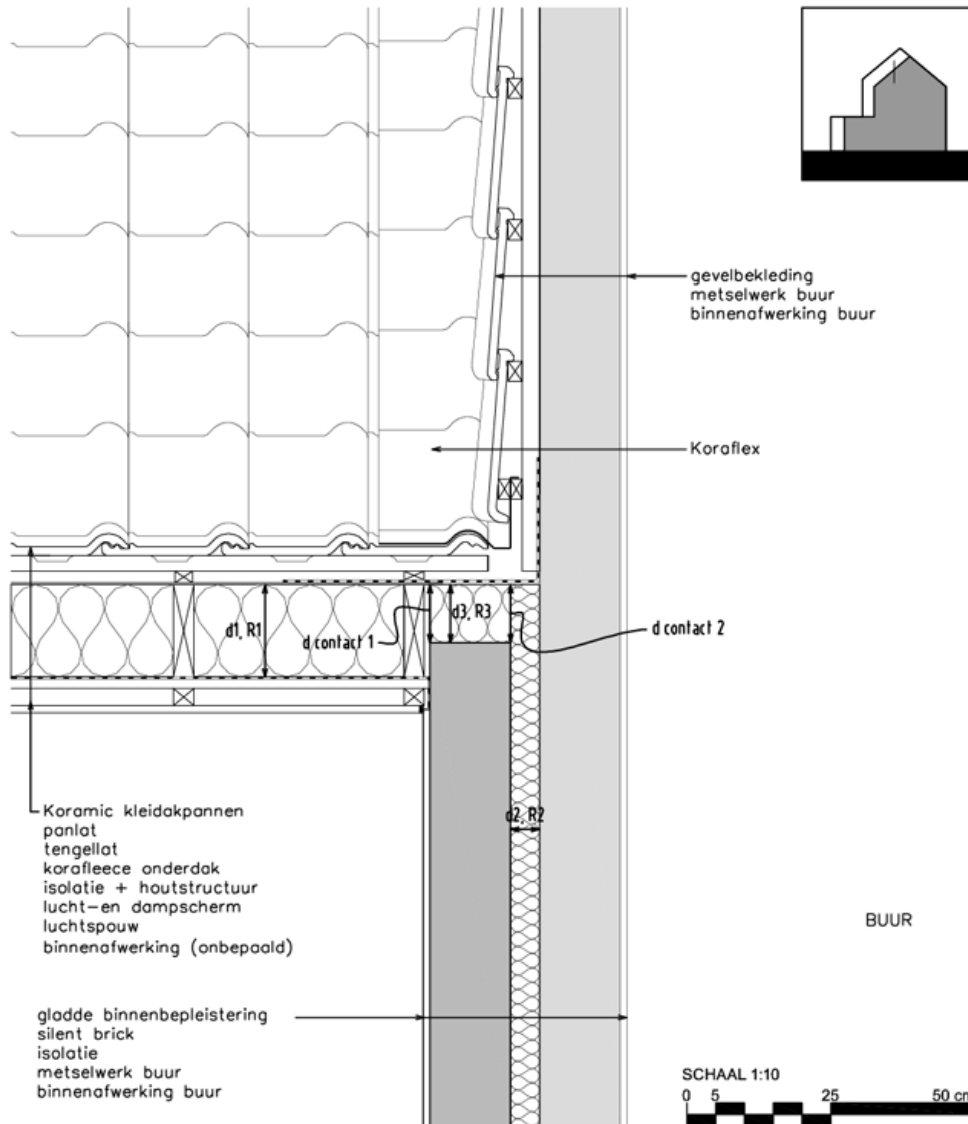 gevelbekleding
metselwerk buur
binnenafwerking buur
Koraflex
d1, R1
d contact 1
d3, R3
d contact 2
d2, R2
Koramic kleidakpannen
panlat
tengellat
korafleece onderdak
isolatie + houtstructuur
lucht-en dampscherm
luchtspouw
binnenafwerking (onbepaald)
BUUR
gladde binnenbepleistering
silent brick
isolatie
metselwerk buur
binnenafwerking buur
SCHAAL 1:10
0 5 25 50 cm